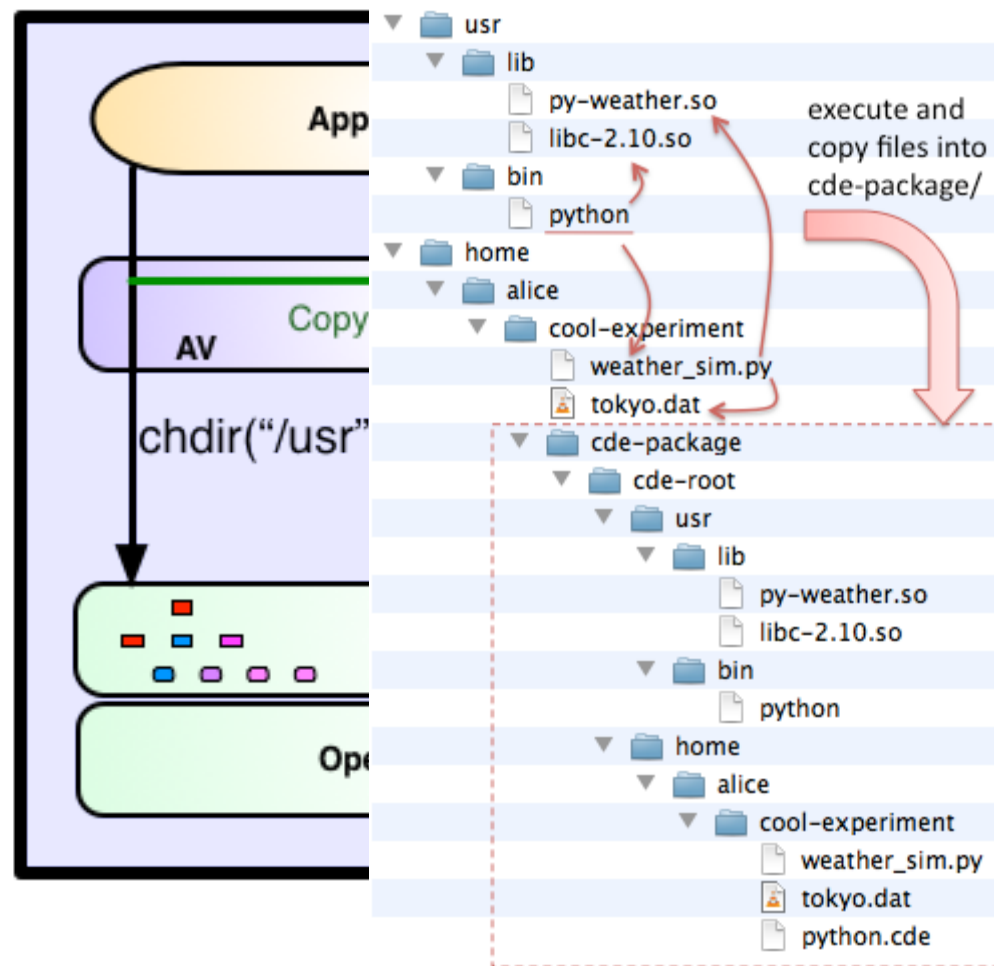 App
Copy
AV
chdir("/usr"
Ope
usr
lib
py-weather.so
libc-2.10.so
bin
python
home
alice
cool-experiment
weather_sim.py
tokyo.dat
execute and
copy files into
cde-package/
cde-package
cde-root
usr
lib
py-weather.so
libc-2.10.so
bin
python
home
alice
cool-experiment
weather_sim.py
tokyo.dat
python.cde